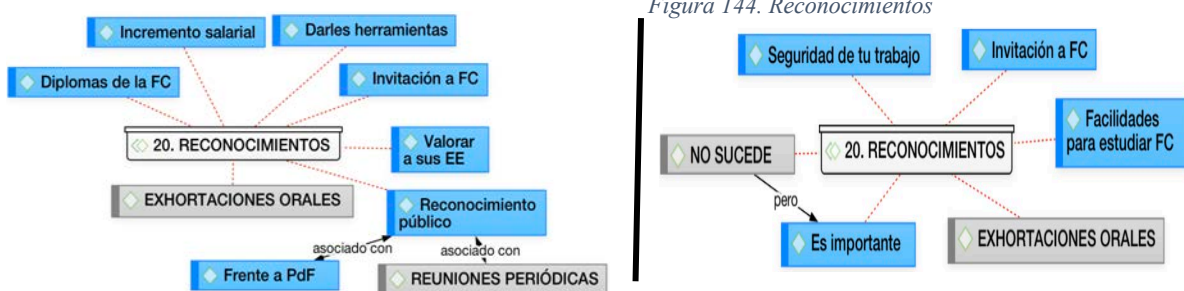 Figura 144. Reconocimientos
Incremento salarial
Darles herramientas
Diplomas de la FC
Invitación a FC
20. RECONOCIMIENTOS
Valorar
a sus EE
EXHORTACIONES ORALES
Reconocimiento
público
asociado con
asociado con
Frente a PdF
REUNIONES PERIÓDICAS
Seguridad de tu trabajo
Invitación a FC
Facilidades
para estudiar FC
NO SUCEDE
20. RECONOCIMIENTOS
pero
Es importante
EXHORTACIONES ORALES